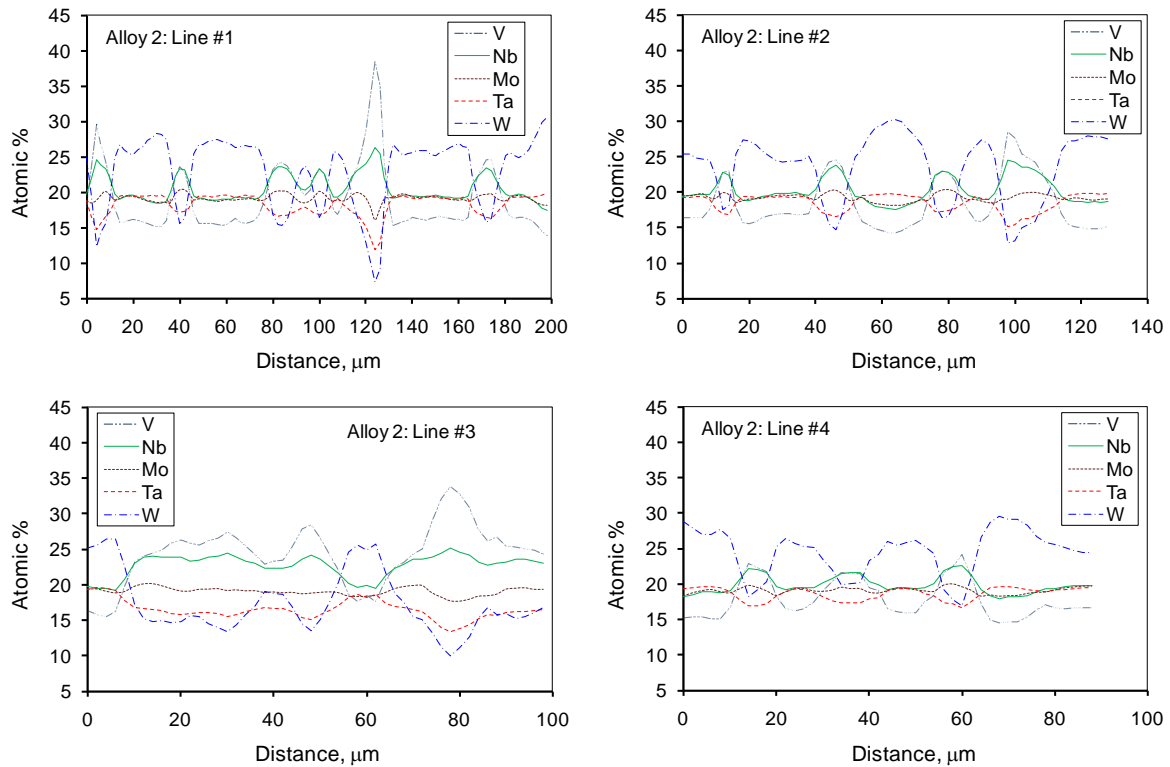 Alloy 2: Line #1
V
Nb
Mo
Ta
W
Atomic %
45
40
35
30
25
20
15
10
5
0 20 40 60 80 100 120 140 160 180 200
Distance, μm
Alloy 2: Line #2
V
Nb
Mo
Ta
W
Atomic %
45
40
35
30
25
20
15
10
5
0 20 40 60 80 100 120 140
Distance, μm
Alloy 2: Line #3
V
Nb
Mo
Ta
W
Atomic %
45
40
35
30
25
20
15
10
5
0 20 40 60 80 100
Distance, μm
Alloy 2: Line #4
V
Nb
Mo
Ta
W
Atomic %
45
40
35
30
25
20
15
10
5
0 20 40 60 80 100
Distance, μm